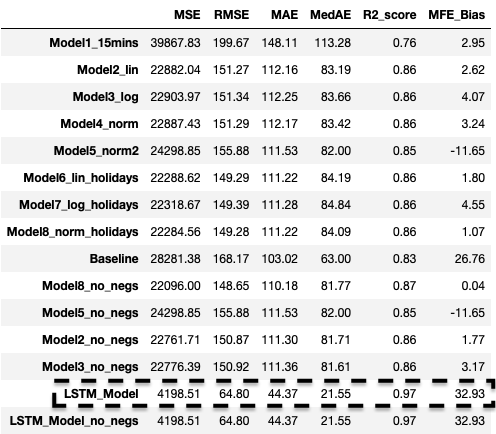 MSE RMSE MAE MedAE R2_score MFE_Bias
Model1_15mins 39867.83 199.67 148.11 113.28 0.76 2.95
Model2_lin 22882.04 151.27 112.16 83.19 0.86 2.62
Model3_log 22903.97 151.34 112.25 83.66 0.86 4.07
Model4_norm 22887.43 151.29 112.17 83.42 0.86 3.24
Model5_norm2 24298.85 155.88 111.53 82.00 0.85 -11.65
Model6_lin_holidays 22288.62 149.29 111.22 84.19 0.86 1.80
Model7_log_holidays 22318.67 149.39 111.28 84.84 0.86 4.55
Model8_norm_holidays 22284.56 149.28 111.22 84.09 0.86 1.07
Baseline 28281.38 168.17 103.02 63.00 0.83 26.76
Model8_no_negs 22096.00 148.65 110.18 81.77 0.87 0.04
Model5_no_negs 24298.85 155.88 111.53 82.00 0.85 -11.65
Model2_no_negs 22761.71 150.87 111.30 81.71 0.86 1.77
Model3_no_negs 22776.39 150.92 111.36 81.61 0.86 3.17
LSTM_Model 4198.51 64.80 44.37 21.55 0.97 32.93
LSTM_Model_no_negs 4198.51 64.80 44.37 21.55 0.97 32.93